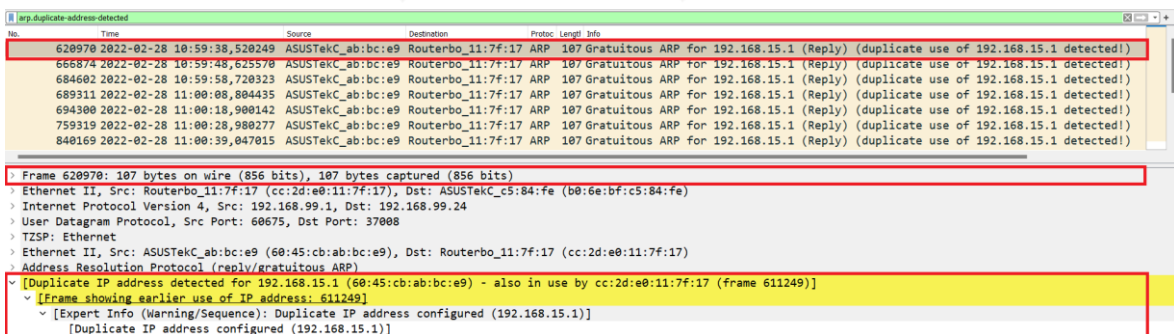 arp.duplicate-address-detected
No. Time Source Destination Protoc Lengtl Info
620970 2022-02-28 10:59:38,520249 ASUSTekC_ab:bc:e9 Routerbo_11:7f:17 ARP 107 Gratuitous ARP for 192.168.15.1 (Reply) (duplicate use of 192.168.15.1 detected!)
666874 2022-02-28 10:59:48,625570 ASUSTekC_ab:bc:e9 Routerbo_11:7f:17 ARP 107 Gratuitous ARP for 192.168.15.1 (Reply) (duplicate use of 192.168.15.1 detected!)
684602 2022-02-28 10:59:58,720323 ASUSTekC_ab:bc:e9 Routerbo_11:7f:17 ARP 107 Gratuitous ARP for 192.168.15.1 (Reply) (duplicate use of 192.168.15.1 detected!)
689311 2022-02-28 11:00:08,804435 ASUSTekC_ab:bc:e9 Routerbo_11:7f:17 ARP 107 Gratuitous ARP for 192.168.15.1 (Reply) (duplicate use of 192.168.15.1 detected!)
694300 2022-02-28 11:00:18,900142 ASUSTekC_ab:bc:e9 Routerbo_11:7f:17 ARP 107 Gratuitous ARP for 192.168.15.1 (Reply) (duplicate use of 192.168.15.1 detected!)
759319 2022-02-28 11:00:28,980277 ASUSTekC_ab:bc:e9 Routerbo_11:7f:17 ARP 107 Gratuitous ARP for 192.168.15.1 (Reply) (duplicate use of 192.168.15.1 detected!)
840169 2022-02-28 11:00:39,047015 ASUSTekC_ab:bc:e9 Routerbo_11:7f:17 ARP 107 Gratuitous ARP for 192.168.15.1 (Reply) (duplicate use of 192.168.15.1 detected!)
Frame 620970: 107 bytes on wire (856 bits), 107 bytes captured (856 bits)
Ethernet II, Src: Routerbo_11:7f:17 (cc:2d:e0:11:7f:17), Dst: ASUSTekC_c5:84:fe (b0:6e:bf:c5:84:fe)
Internet Protocol Version 4, Src: 192.168.99.1, Dst: 192.168.99.24
User Datagram Protocol, Src Port: 60675, Dst Port: 37008
TZSP: Ethernet
Ethernet II, Src: ASUSTekC_ab:bc:e9 (60:45:cb:ab:bc:e9), Dst: Routerbo_11:7f:17 (cc:2d:e0:11:7f:17)
Address Resolution Protocol (reply/gratuitous ARP)
[Duplicate IP address detected for 192.168.15.1 (60:45:cb:ab:bc:e9) - also in use by cc:2d:e0:11:7f:17 (frame 611249)]
[Frame showing earlier use of IP address: 611249]
[Expert Info (Warning/Sequence): Duplicate IP address configured (192.168.15.1)]
[Duplicate IP address configured (192.168.15.1)]